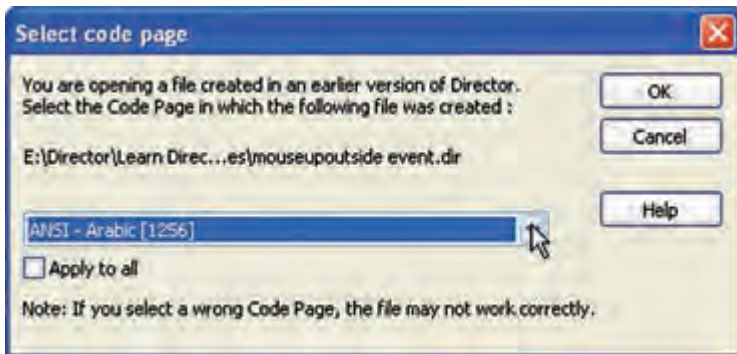 Select code page
You are opening a file created in an earlier version of Director.
Select the Code Page in which the following file was created :
OK
Cancel
E:\Director\Learn Direc...es\mouseupoutside event.dir
Help
ANSI - Arabic [1256]
Apply to all
Note: If you select a wrong Code Page, the file may not work correctly.